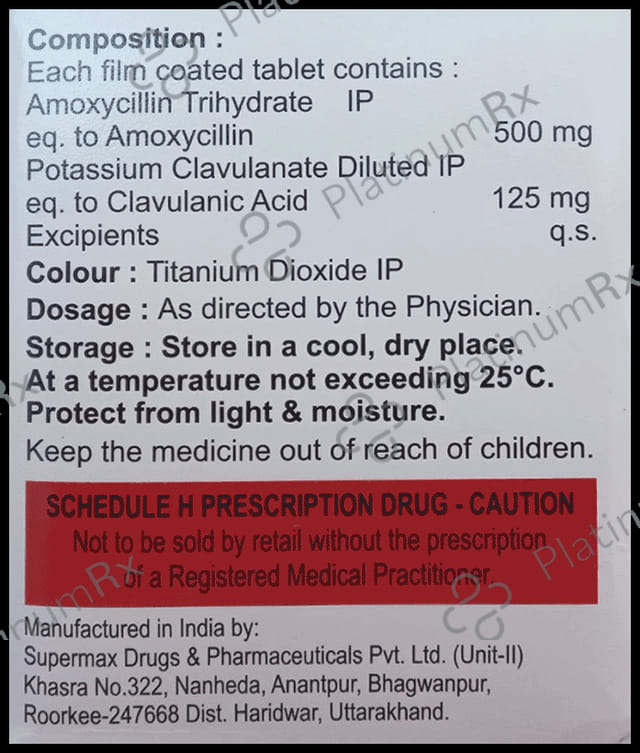 Composition :
Each film coated tablet contains :
Amoxycillin Trihydrate IP
eq. to Amoxycillin 500 mg
Potassium Clavulanate Diluted IP
eq. to Clavulanic Acid 125 mg
Excipients q.s.
Colour : Titanium Dioxide IP
Dosage : As directed by the Physician.
Storage : Store in a cool, dry place.
At a temperature not exceeding 25°C.
Protect from light & moisture.
Keep the medicine out of reach of children.
SCHEDULE H PRESCRIPTION DRUG - CAUTION
Not to be sold by retail without the prescription
of a Registered Medical Practitioner.
Manufactured in India by:
Supermax Drugs & Pharmaceuticals Pvt. Ltd. (Unit-II)
Khasra No.322, Nanheda, Anantpur, Bhagwanpur,
Roorkee-247668 Dist. Haridwar, Uttarakhand.
PlatinumRx
PlatinumRx